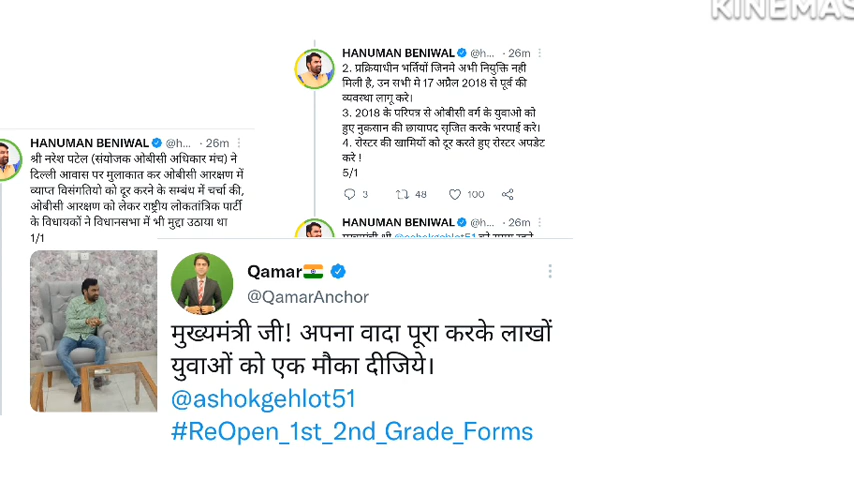 KINEMAS
HANUMAN BENIWAL @h... · 26m
2. प्रक्रियाधीन भर्तियों जिनमे अभी नियुक्ति नही
मिली है, उन सभी मे 17 अप्रैल 2018 से पूर्व की
व्यवस्था लागू करे।
3. 2018 के परिपत्र से ओबीसी वर्ग के युवाओं को
हुए नुकसान की छायापद सृजित करके भरपाई करे।
4. रोस्टर की खामियों को दूर करते हुए रोस्टर अपडेट
करे !
5/1
3 48 100
HANUMAN BENIWAL @h... · 26m
मुख्यमंत्री श्री @ashokgehlot51
HANUMAN BENIWAL @h... · 26m
श्री नरेश पटेल (संयोजक ओबीसी अधिकार मंच) ने
दिल्ली आवास पर मुलाकात कर ओबीसी आरक्षण में
व्याप्त विसंगतियो को दूर करने के सम्बंध में चर्चा की,
ओबीसी आरक्षण को लेकर राष्ट्रीय लोकतांत्रिक पार्टी
के विधायकों ने विधानसभा में भी मुद्दा उठाया था
1/1
Qamar
@QamarAnchor
मुख्यमंत्री जी! अपना वादा पूरा करके लाखों
युवाओं को एक मौका दीजिये।
@ashokgehlot51
#ReOpen_1st_2nd_Grade_Forms